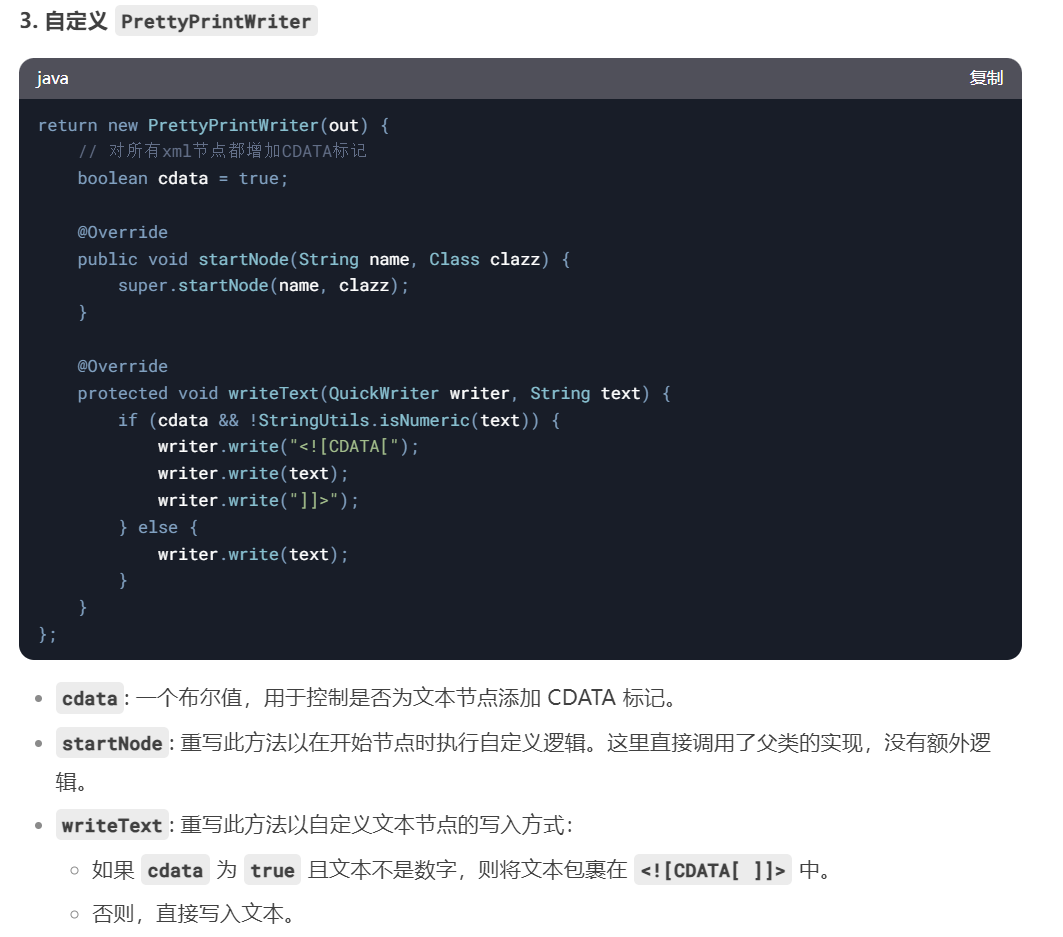 3. 自定义 PrettyPrintWriter
java
复制
return new PrettyPrintWriter(out) {
    // 对所有xml节点都增加CDATA标记
    boolean cdata = true;

    @Override
    public void startNode(String name, Class clazz) {
        super.startNode(name, clazz);
    }

    @Override
    protected void writeText(QuickWriter writer, String text) {
        if (cdata && !StringUtils.isNumeric(text)) {
            writer.write("<![CDATA[");
            writer.write(text);
            writer.write("]]>");
        } else {
            writer.write(text);
        }
    }
};
• cdata: 一个布尔值，用于控制是否为文本节点添加 CDATA 标记。
• startNode: 重写此方法以在开始节点时执行自定义逻辑。这里直接调用了父类的实现，没有额外逻
辑。
• writeText: 重写此方法以自定义文本节点的写入方式：
○ 如果 cdata 为 true 且文本不是数字，则将文本包裹在 <![CDATA[ ]]> 中。
○ 否则，直接写入文本。